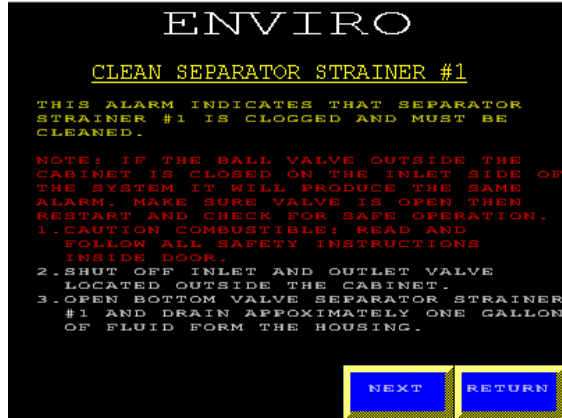 ENVIRO
CLEAN SEPARATOR STRAINER #1
THIS ALARM INDICATES THAT SEPARATOR
STRAINER #1 IS CLOGGED AND MUST BE
CLEANED.
NOTE: IF THE BALL VALVE OUTSIDE THE
CABINET IS CLOSED ON THE INLET SIDE OF
THE SYSTEM IT WILL PRODUCE THE SAME
ALARM. MAKE SURE VALVE IS OPEN THEN
RESTART AND CHECK FOR SAFE OPERATION.
1.CAUTION COMBUSTIBLE: READ AND
FOLLOW ALL SAFETY INSTRUCTIONS
INSIDE DOOR.
2.SHUT OFF INLET AND OUTLET VALVE
LOCATED OUTSIDE THE CABINET.
3.OPEN BOTTOM VALVE SEPARATOR STRAINER
#1 AND DRAIN APPOXIMATELY ONE GALLON
OF FLUID FORM THE HOUSING.
NEXT RETURN